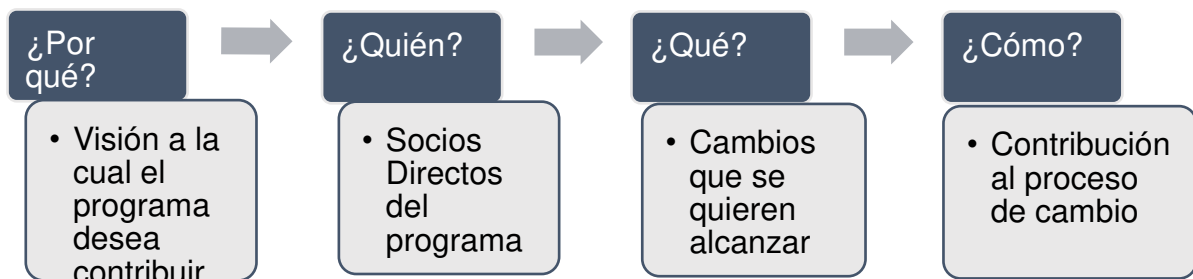 ¿Por
qué?
• Visión a la
cual el
programa
desea
contribuir
¿Quién?
• Socios
Directos
del
programa
¿Qué?
• Cambios
que se
quieren
alcanzar
¿Cómo?
• Contribución
al proceso
de cambio